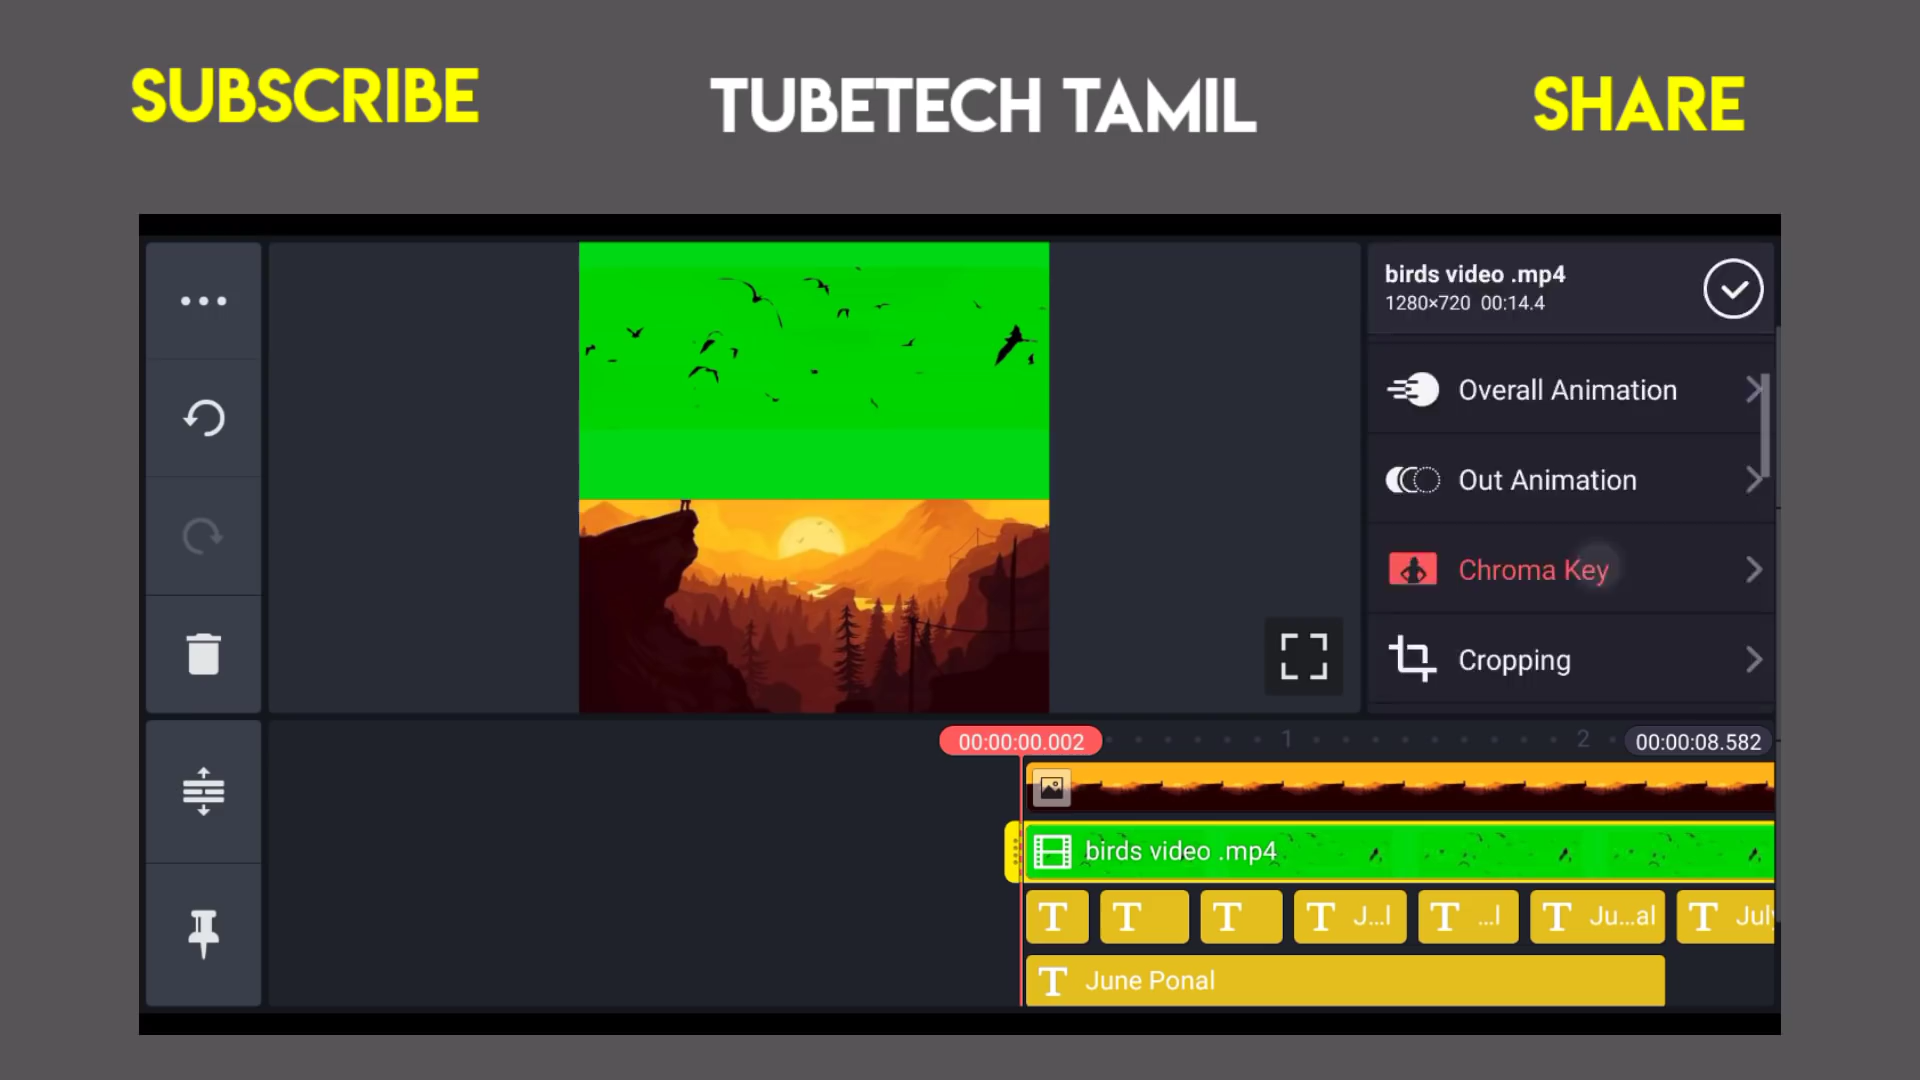 SUBSCRIBE
TUBETECH TAMIL
SHARE
birds video .mp4
1280×720 00:14.4
Overall Animation
Out Animation
Chroma Key
Cropping
00:00:00.002
1
2
00:00:08.582
birds video .mp4
T
T
T
T J...l
T ...l
T Ju...al
T July
T June Ponal